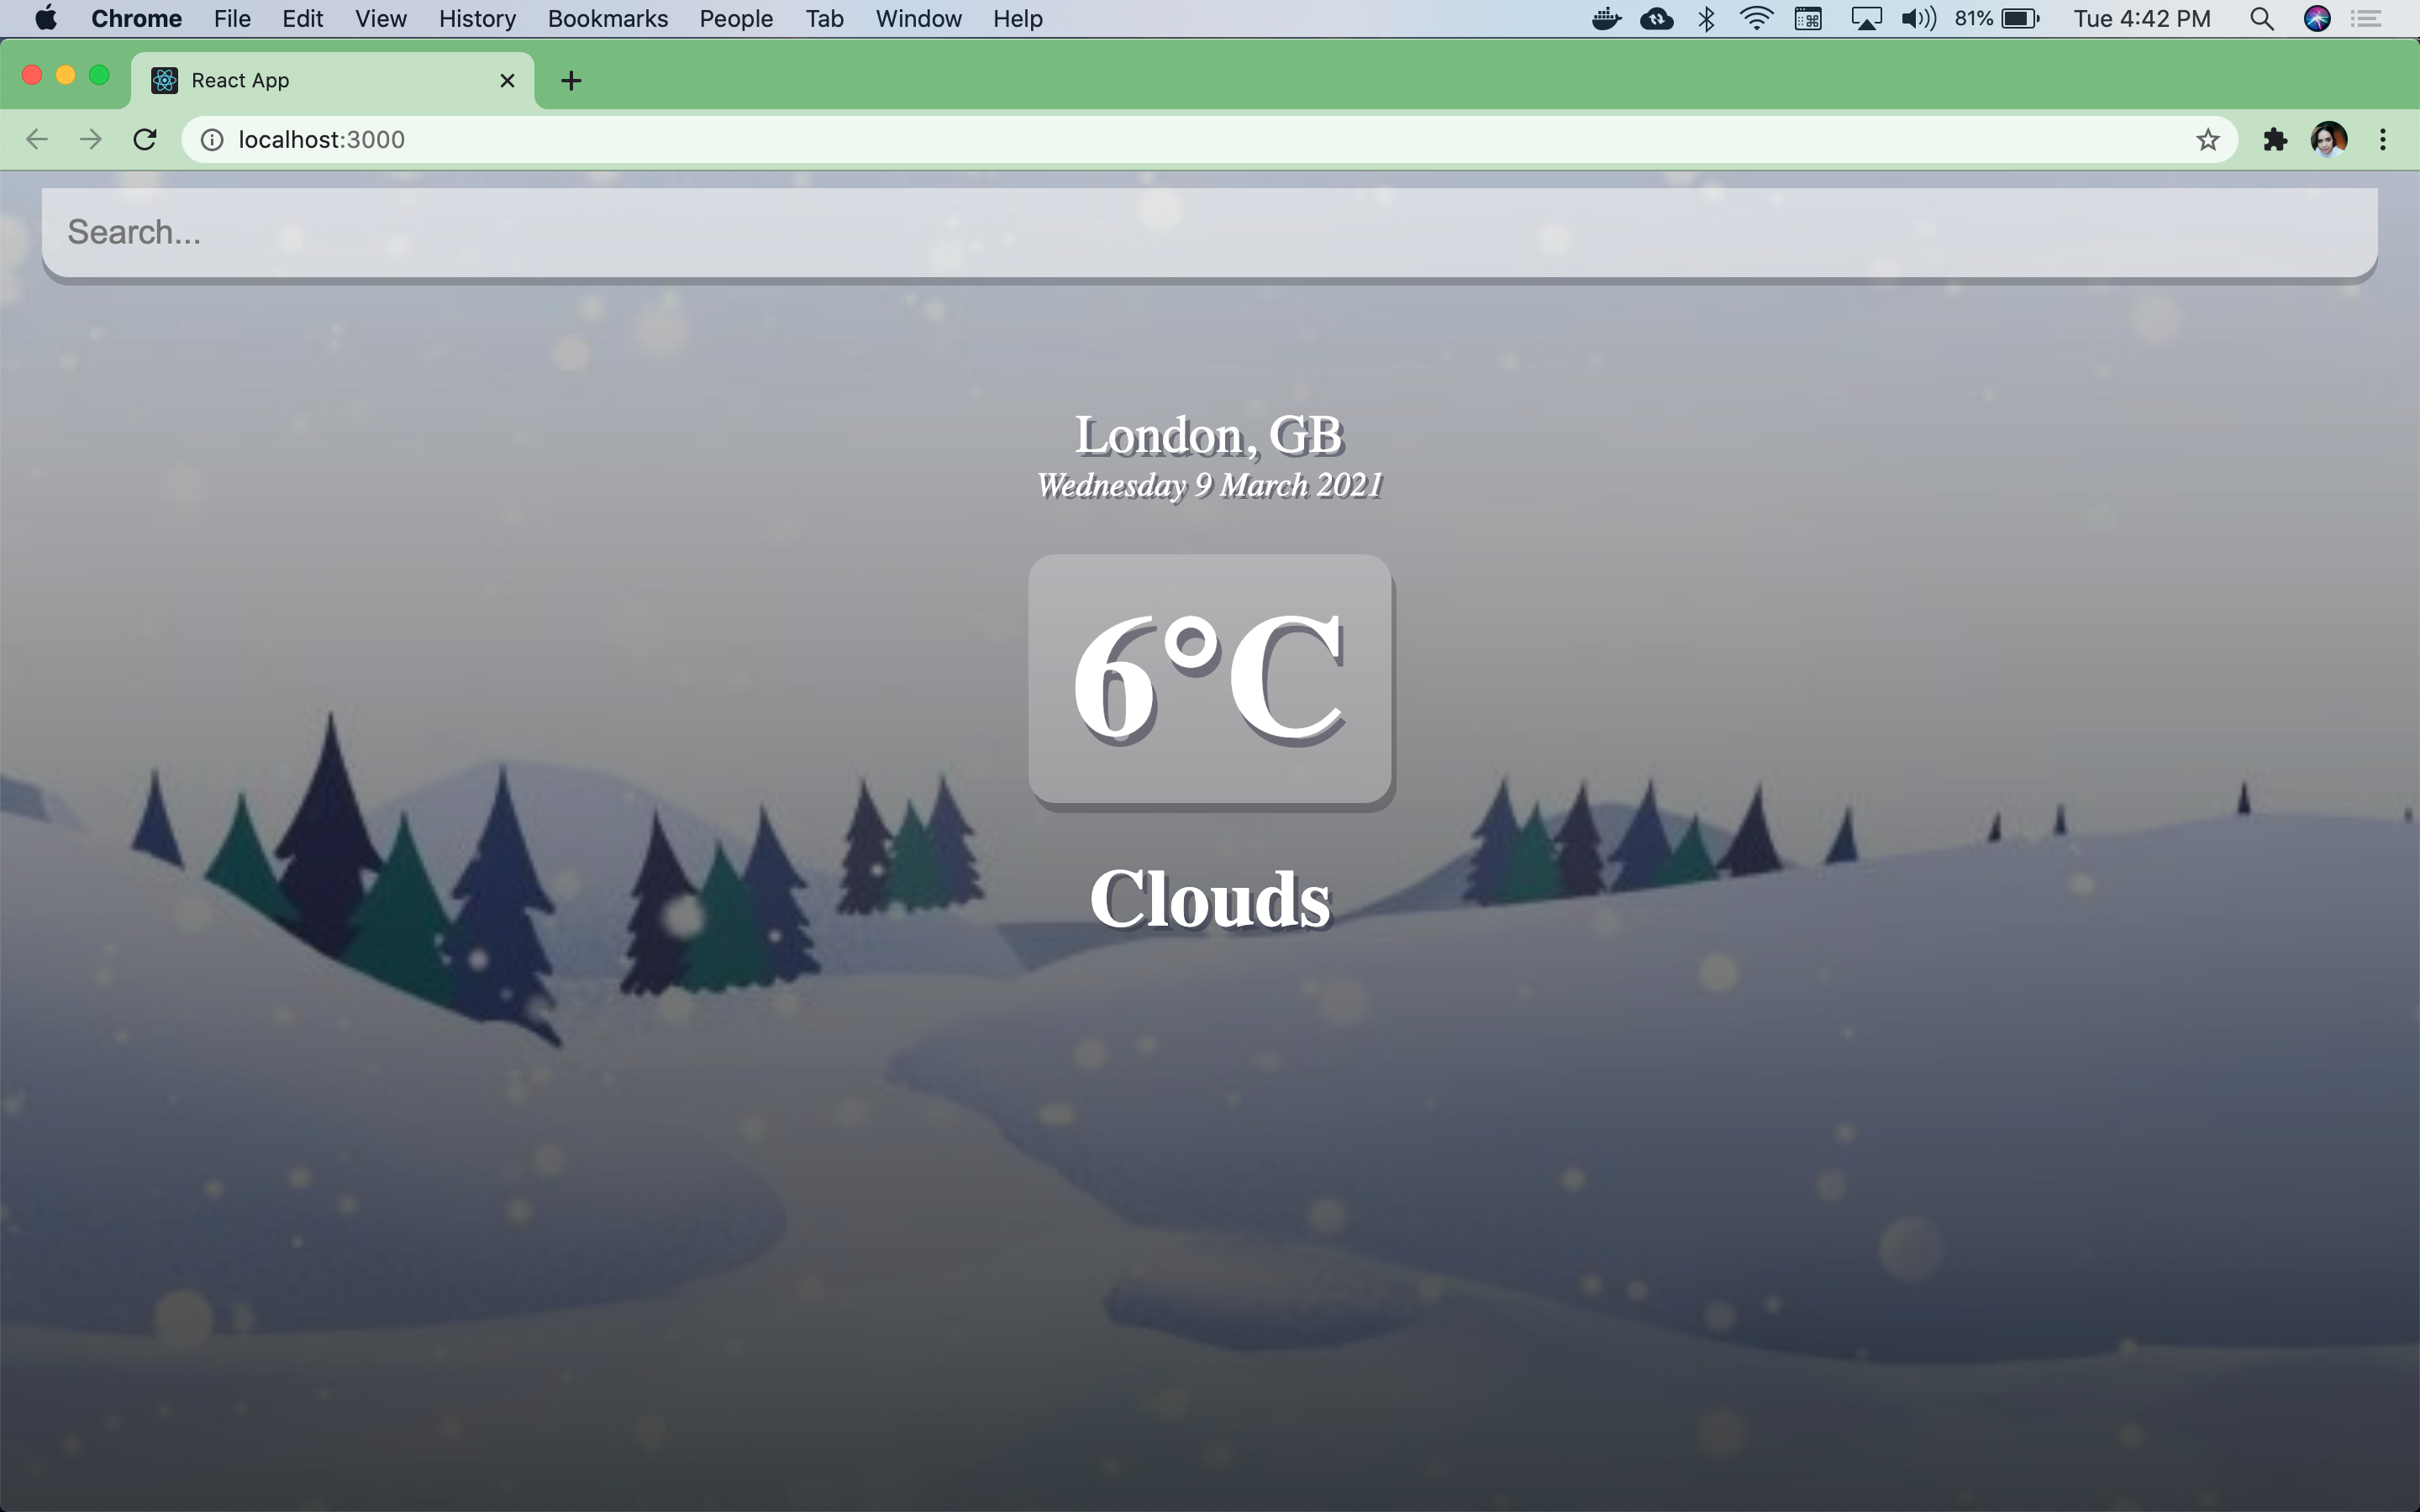 Chrome File Edit View History Bookmarks People Tab Window Help 81% Tue 4:42 PM
React App
localhost:3000
Search...
London, GB
Wednesday 9 March 2021
6°C
Clouds